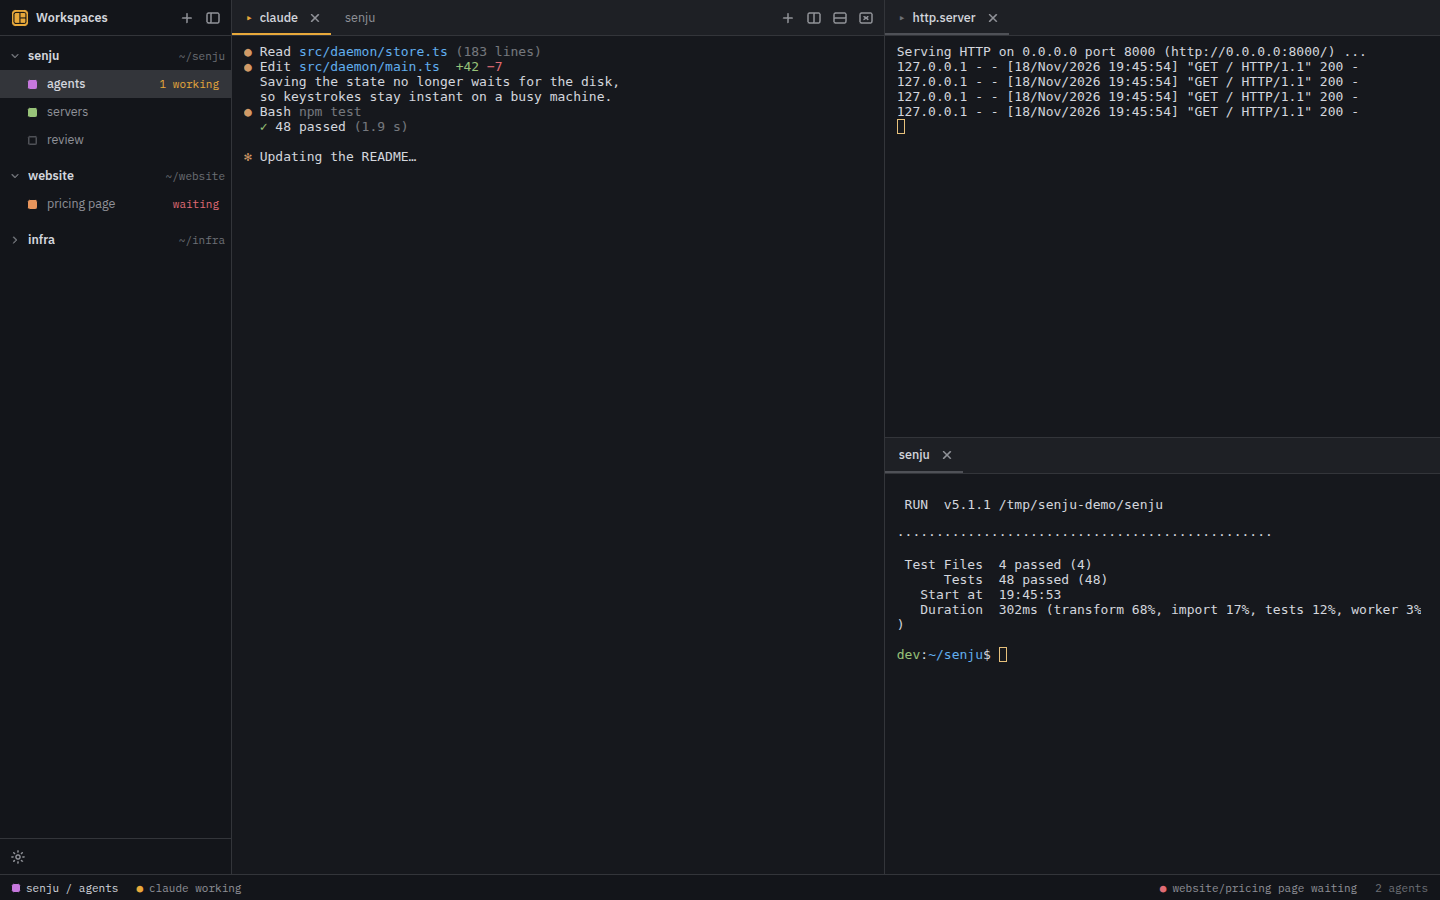 Workspaces
senju ~/senju
agents 1 working
servers
review
website ~/website
pricing page waiting
infra ~/infra
▸ claude ✕ senju
● Read src/daemon/store.ts (183 lines)
● Edit src/daemon/main.ts +42 −7
Saving the state no longer waits for the disk,
so keystrokes stay instant on a busy machine.
● Bash npm test
✓ 48 passed (1.9 s)
✻ Updating the README…
▸ http.server ✕
Serving HTTP on 0.0.0.0 port 8000 (http://0.0.0.0:8000/) ...
127.0.0.1 - - [18/Nov/2026 19:45:54] "GET / HTTP/1.1" 200 -
127.0.0.1 - - [18/Nov/2026 19:45:54] "GET / HTTP/1.1" 200 -
127.0.0.1 - - [18/Nov/2026 19:45:54] "GET / HTTP/1.1" 200 -
127.0.0.1 - - [18/Nov/2026 19:45:54] "GET / HTTP/1.1" 200 -
senju ✕
RUN v5.1.1 /tmp/senju-demo/senju
................................................
Test Files 4 passed (4)
Tests 48 passed (48)
Start at 19:45:53
Duration 302ms (transform 68%, import 17%, tests 12%, worker 3%
)
dev:~/senju$
senju / agents ● claude working
● website/pricing page waiting 2 agents